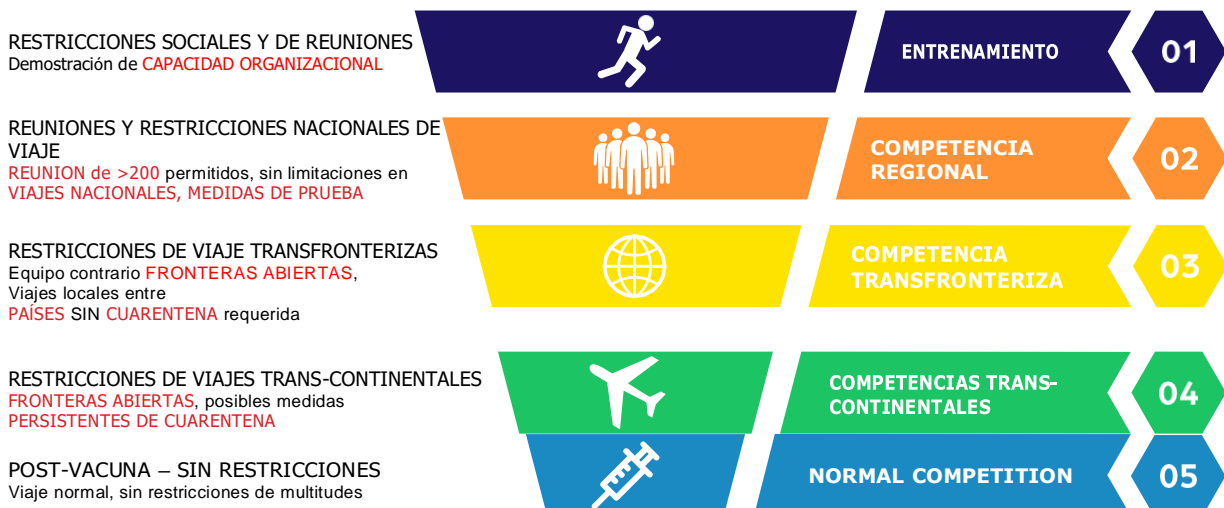 RESTRICCIONES SOCIALES Y DE REUNIONES
Demostración de CAPACIDAD ORGANIZACIONAL
ENTRENAMIENTO
01
REUNIONES Y RESTRICCIONES NACIONALES DE
VIAJE
REUNION de >200 permitidos, sin limitaciones en
VIAJES NACIONALES, MEDIDAS DE PRUEBA
COMPETENCIA
REGIONAL
02
RESTRICCIONES DE VIAJE TRANSFRONTERIZAS
Equipo contrario FRONTERAS ABIERTAS,
Viajes locales entre
PAÍSES SIN CUARENTENA requerida
COMPETENCIA
TRANSFRONTERIZA
03
RESTRICCIONES DE VIAJES TRANS-CONTINENTALES
FRONTERAS ABIERTAS, posibles medidas
PERSISTENTES DE CUARENTENA
COMPETENCIAS TRANS-
CONTINENTALES
04
POST-VACUNA – SIN RESTRICCIONES
Viaje normal, sin restricciones de multitudes
NORMAL COMPETITION
05